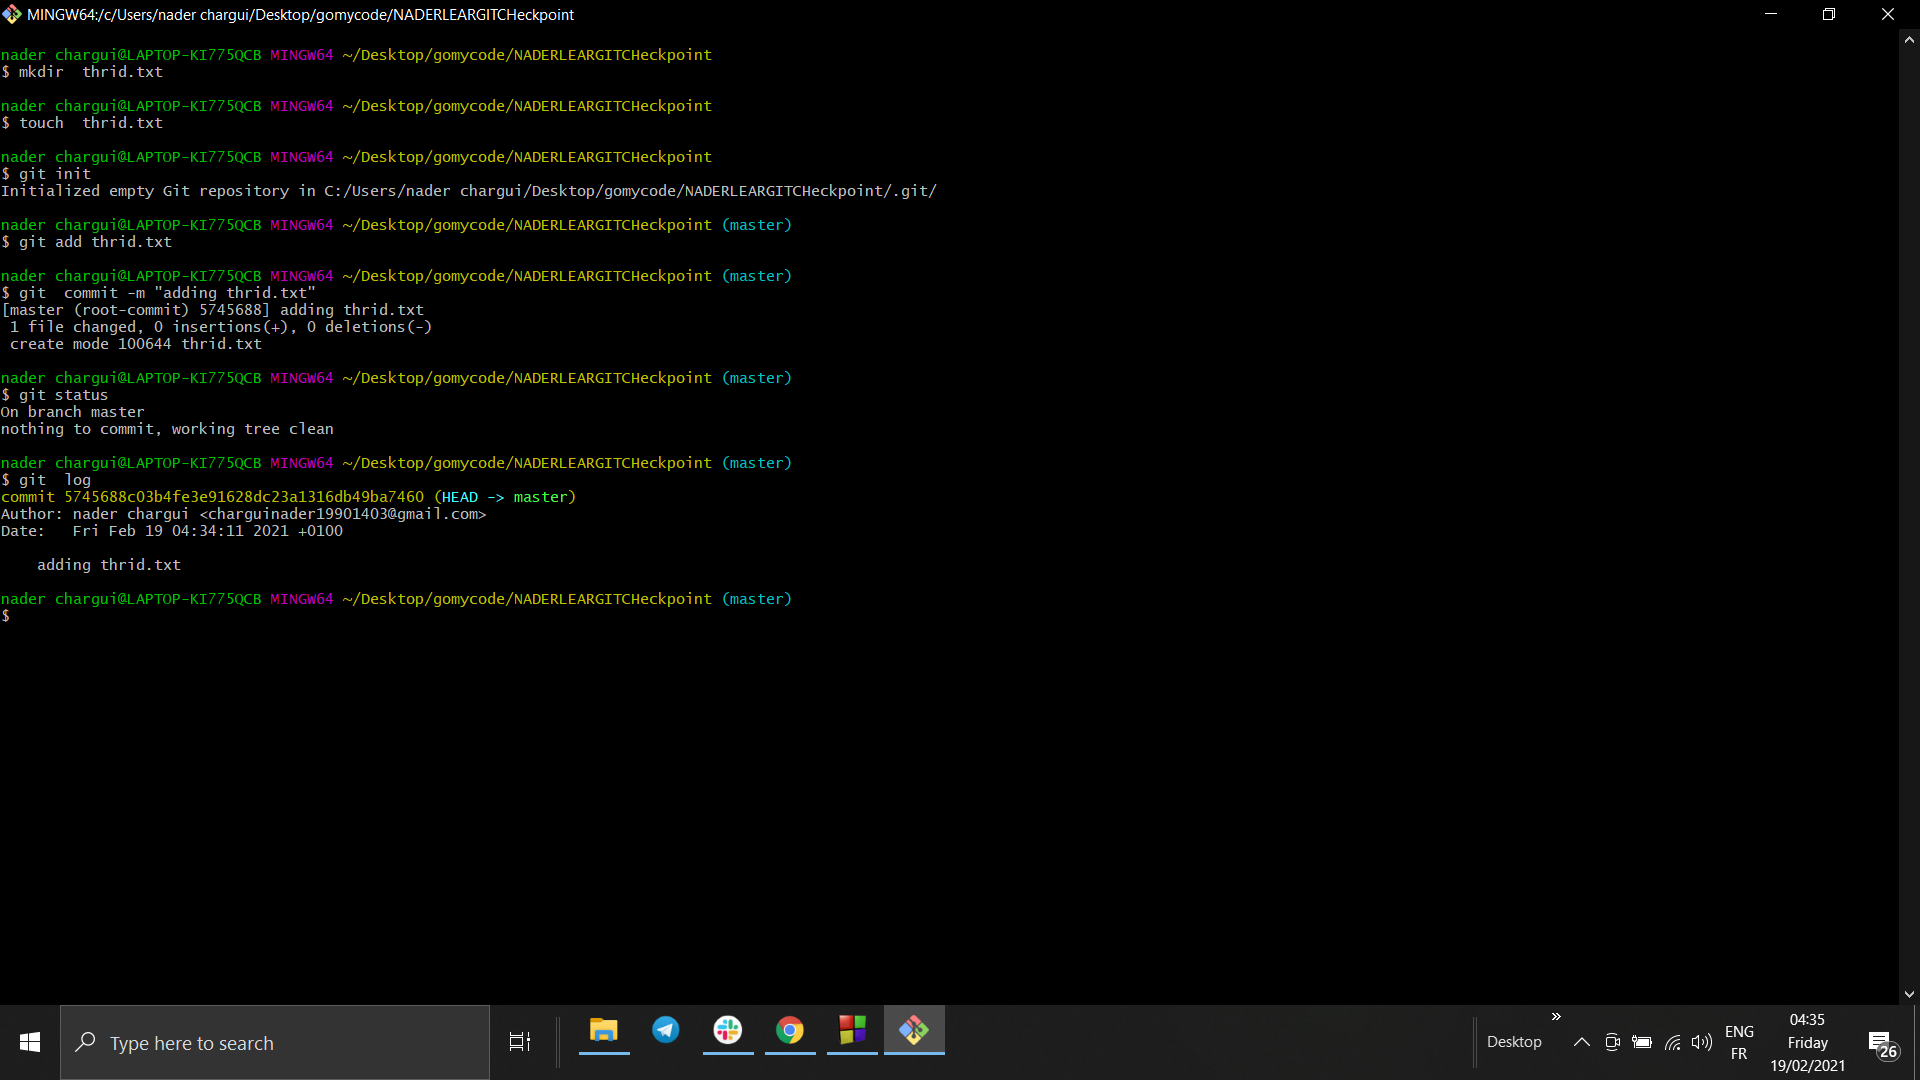 MINGW64:/c/Users/nader chargui/Desktop/gomycode/NADERLEARGITCHeckpoint
nader chargui@LAPTOP-KI775QCB MINGW64 ~/Desktop/gomycode/NADERLEARGITCHeckpoint
$ mkdir  thrid.txt
nader chargui@LAPTOP-KI775QCB MINGW64 ~/Desktop/gomycode/NADERLEARGITCHeckpoint
$ touch  thrid.txt
nader chargui@LAPTOP-KI775QCB MINGW64 ~/Desktop/gomycode/NADERLEARGITCHeckpoint
$ git init
Initialized empty Git repository in C:/Users/nader chargui/Desktop/gomycode/NADERLEARGITCHeckpoint/.git/
nader chargui@LAPTOP-KI775QCB MINGW64 ~/Desktop/gomycode/NADERLEARGITCHeckpoint (master)
$ git add thrid.txt
nader chargui@LAPTOP-KI775QCB MINGW64 ~/Desktop/gomycode/NADERLEARGITCHeckpoint (master)
$ git  commit -m "adding thrid.txt"
[master (root-commit) 5745688] adding thrid.txt
 1 file changed, 0 insertions(+), 0 deletions(-)
 create mode 100644 thrid.txt
nader chargui@LAPTOP-KI775QCB MINGW64 ~/Desktop/gomycode/NADERLEARGITCHeckpoint (master)
$ git status
On branch master
nothing to commit, working tree clean
nader chargui@LAPTOP-KI775QCB MINGW64 ~/Desktop/gomycode/NADERLEARGITCHeckpoint (master)
$ git  log
commit 5745688c03b4fe3e91628dc23a1316db49ba7460 (HEAD -> master)
Author: nader chargui <charguinader19901403@gmail.com>
Date:   Fri Feb 19 04:34:11 2021 +0100
    adding thrid.txt
nader chargui@LAPTOP-KI775QCB MINGW64 ~/Desktop/gomycode/NADERLEARGITCHeckpoint (master)
$
Type here to search
Desktop
»
ENG
FR
04:35
Friday
19/02/2021
26